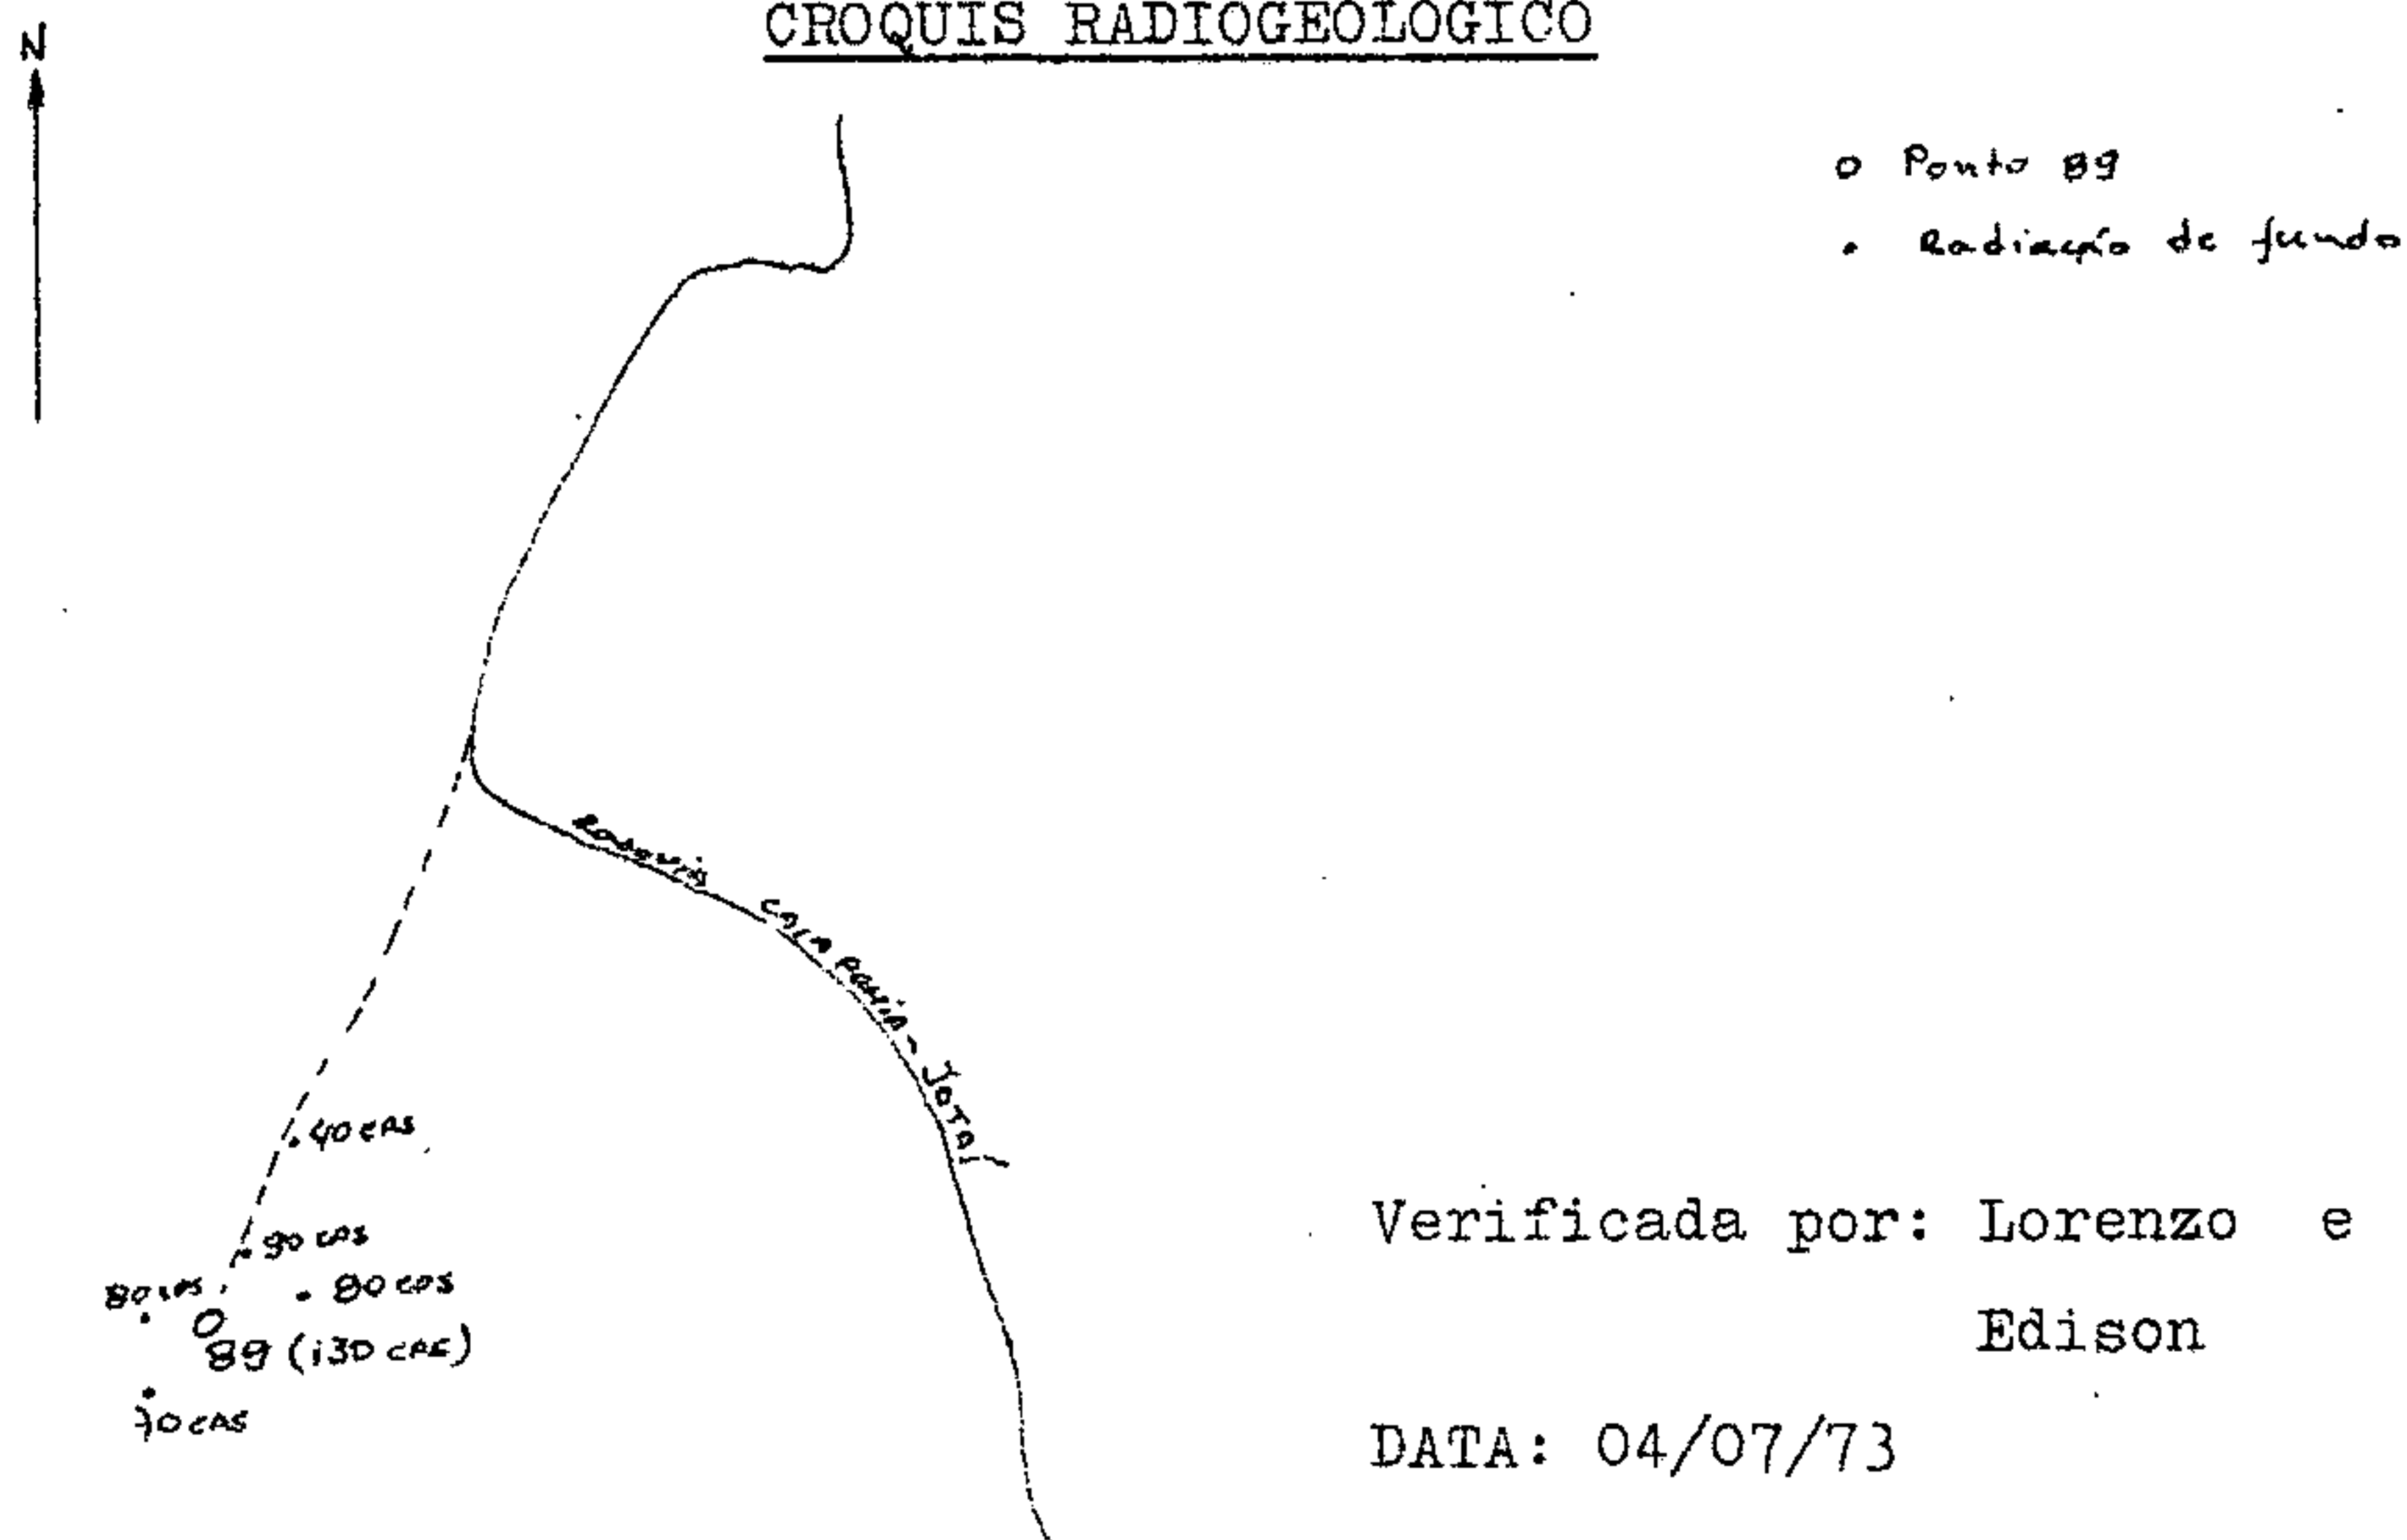 CROQUIS RADIOGEOLOGICO
N
Ponto 89
Radiação de fundo
Rodovia
Jataí
40 cps
90 cps
80 cps
80 cps
89 (130 cps)
70 cps
Verificada por: Lorenzo e
Edison
DATA: 04/07/73